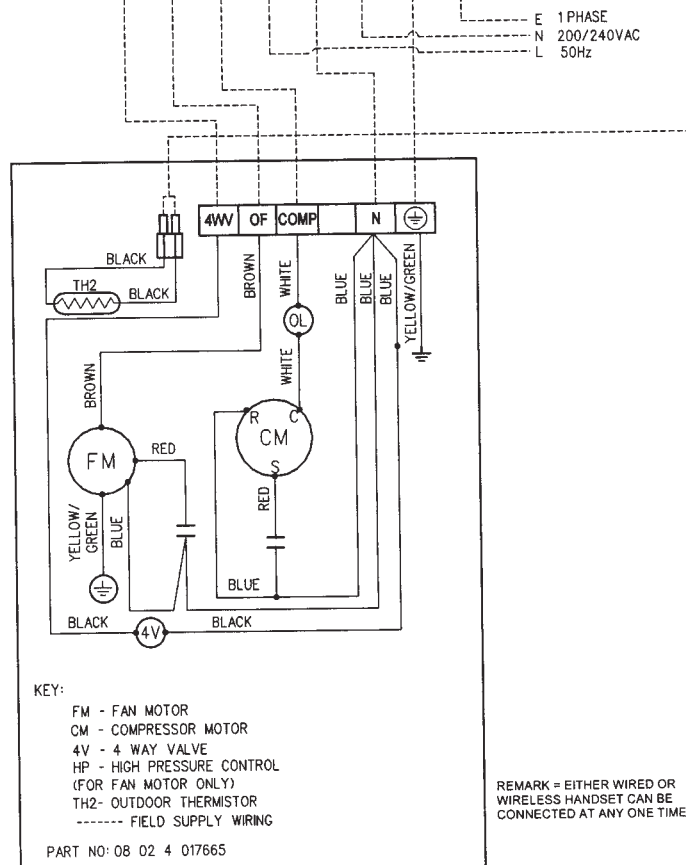 E 1PHASE
N 200/240VAC
L 50Hz
4WV OF COMP N
BLACK
TH2
BLACK
BROWN
WHITE
BLUE
BLUE
BLUE
YELLOW/GREEN
OL
WHITE
BROWN
R C
CM
S
FM
RED
RED
YELLOW/
GREEN
BLUE
BLUE
BLACK
4V
BLACK
KEY:
FM - FAN MOTOR
CM - COMPRESSOR MOTOR
4V - 4 WAY VALVE
HP - HIGH PRESSURE CONTROL
(FOR FAN MOTOR ONLY)
TH2- OUTDOOR THERMISTOR
------- FIELD SUPPLY WIRING
PART NO: 08 02 4 017665
REMARK = EITHER WIRED OR
WIRELESS HANDSET CAN BE
CONNECTED AT ANY ONE TIME